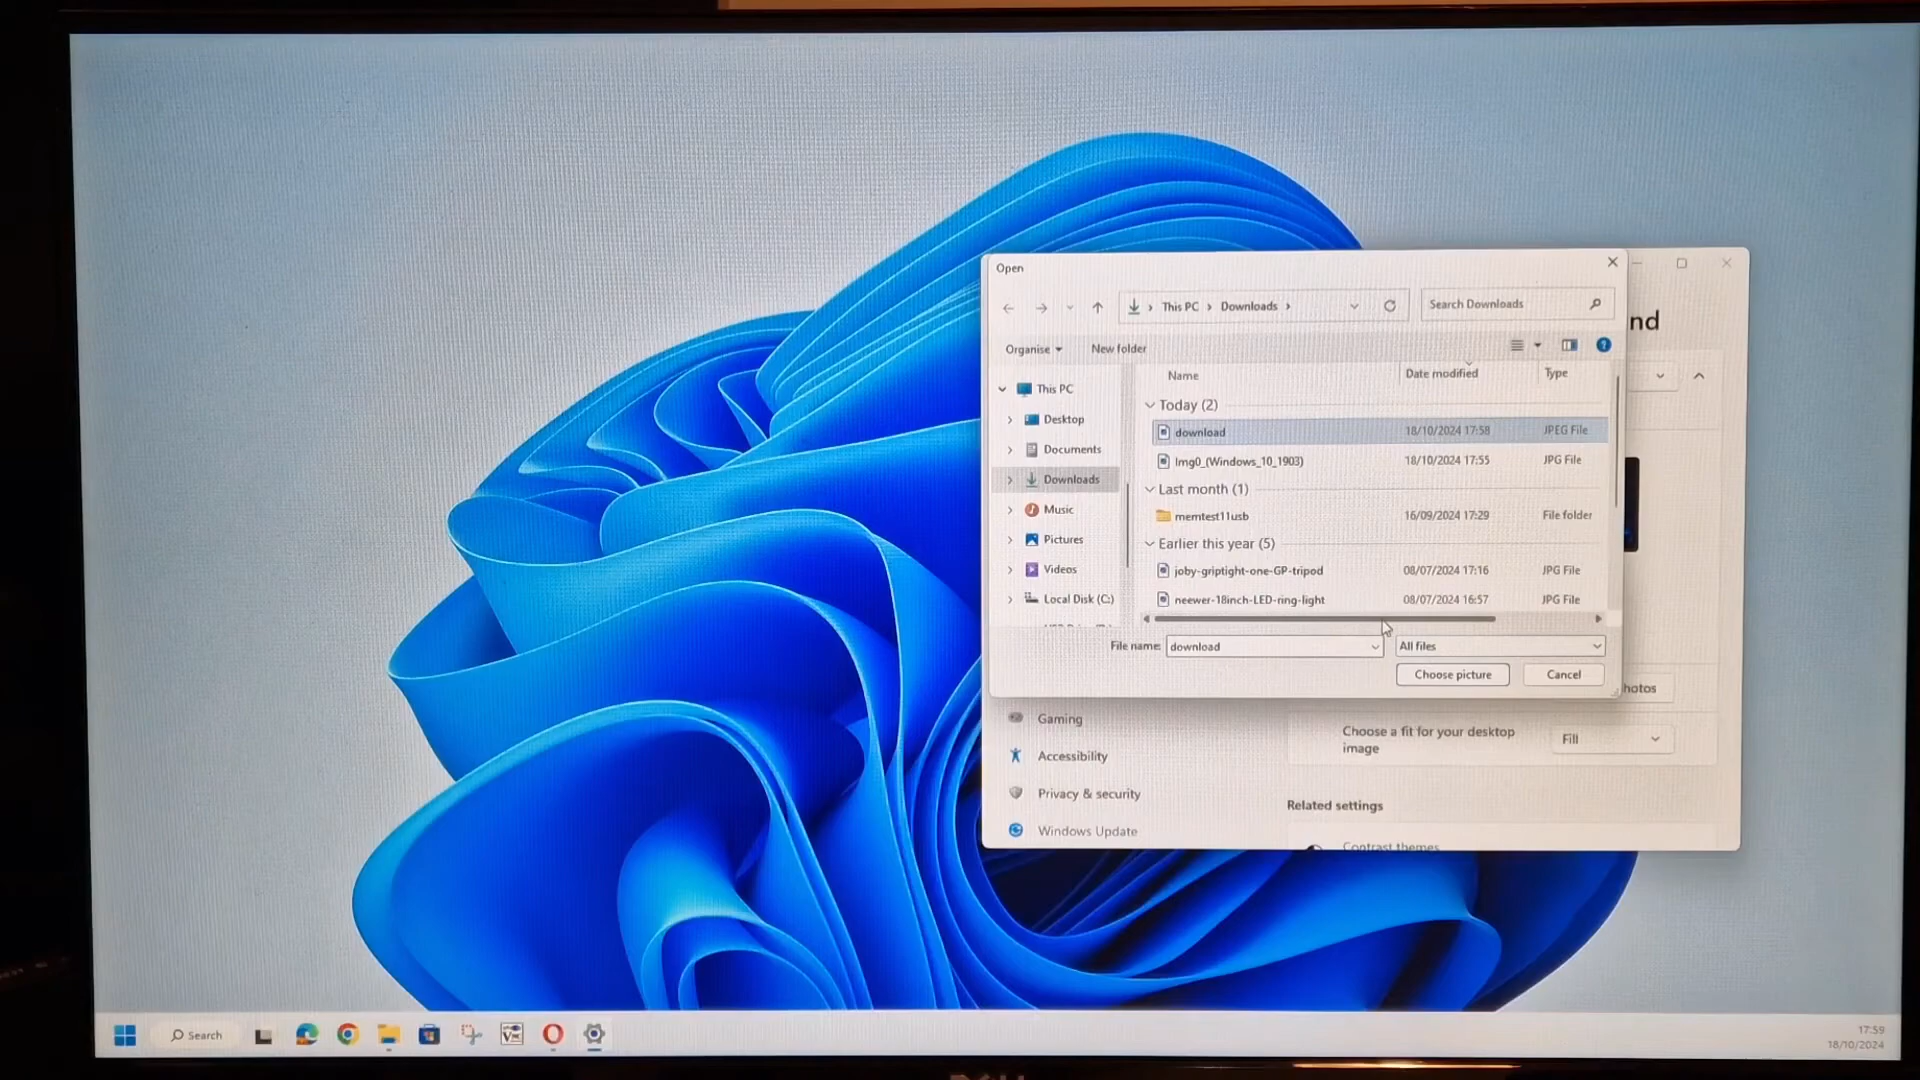 Open
This PC
Downloads
Search Downloads
nd
Organise
New folder
Name
Date modified
Type
This PC
Desktop
Documents
Downloads
Music
Pictures
Videos
Local Disk (C:)
Today (2)
download 18/10/2024 17:58 JPEG File
Img0_(Windows_10_1903) 18/10/2024 17:55 JPG File
Last month (1)
memtest11usb 16/09/2024 17:29 File folder
Earlier this year (5)
joby-griptight-one-GP-tripod 08/07/2024 17:16 JPG File
neewer-18inch-LED-ring-light 08/07/2024 16:57 JPG File
File name: download
All files
Choose picture
Cancel
hotos
Gaming
Accessibility
Privacy & security
Windows Update
Choose a fit for your desktop
image
Fill
Related settings
Contrast themes
Search
17:59
18/10/2024